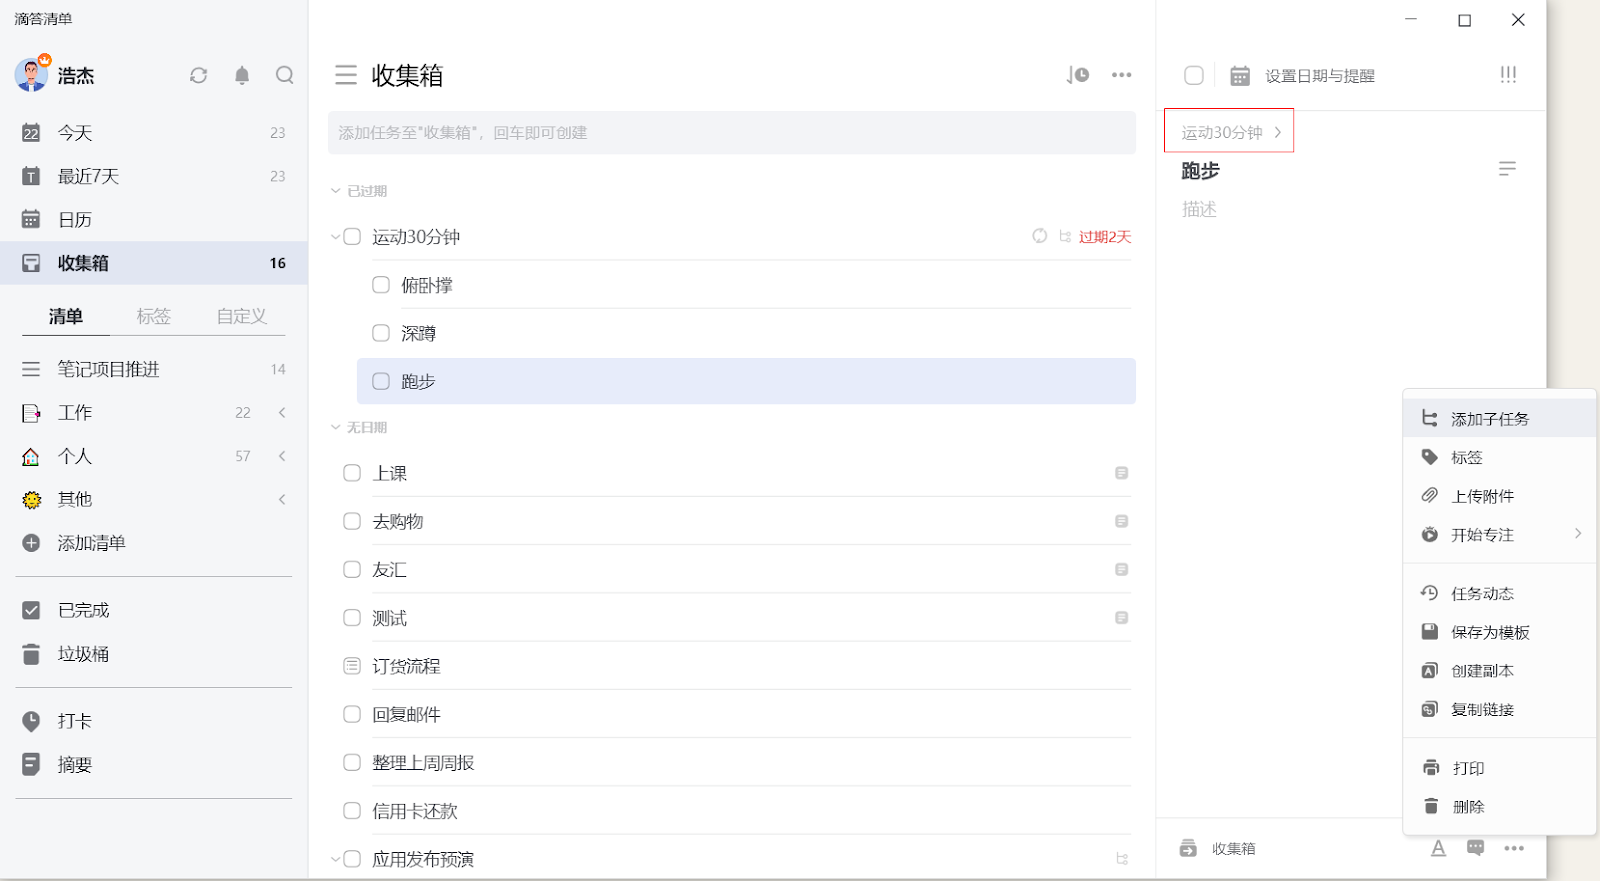 滴答清单
浩杰
22 今天 23
T 最近7天 23
日历
收集箱 16
清单 标签 自定义
笔记项目推进 14
工作 22
个人 57
其他
添加清单
已完成
垃圾桶
打卡
摘要
收集箱
添加任务至"收集箱"，回车即可创建
已过期
运动30分钟 过期2天
俯卧撑
深蹲
跑步
无日期
上课
去购物
友汇
测试
订货流程
回复邮件
整理上周周报
信用卡还款
应用发布预演
设置日期与提醒 !!!
运动30分钟 >
跑步
描述
添加子任务
标签
上传附件
开始专注
任务动态
保存为模板
创建副本
复制链接
打印
删除
收集箱 A